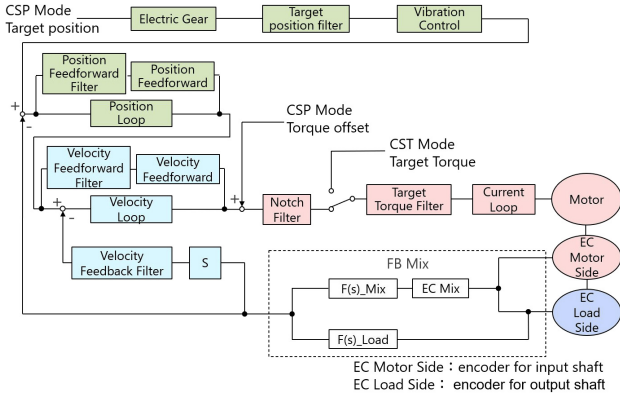 CSP Mode
Target position
Electric Gear
Target
position filter
Vibration
Control
Position
Feedforward
Filter
Position
Feedforward
+
-
Position
Loop
CSP Mode
Torque offset
CST Mode
Target Torque
Velocity
Feedforward
Filter
Velocity
Feedforward
+
-
Velocity
Loop
+
Notch
Filter
Target
Torque Filter
Current
Loop
Motor
Velocity
Feedback Filter
S
FB Mix
EC
Motor
Side
F(s)_Mix
EC Mix
EC
Load
Side
F(s)_Load
EC Motor Side：encoder for input shaft
EC Load Side：encoder for output shaft